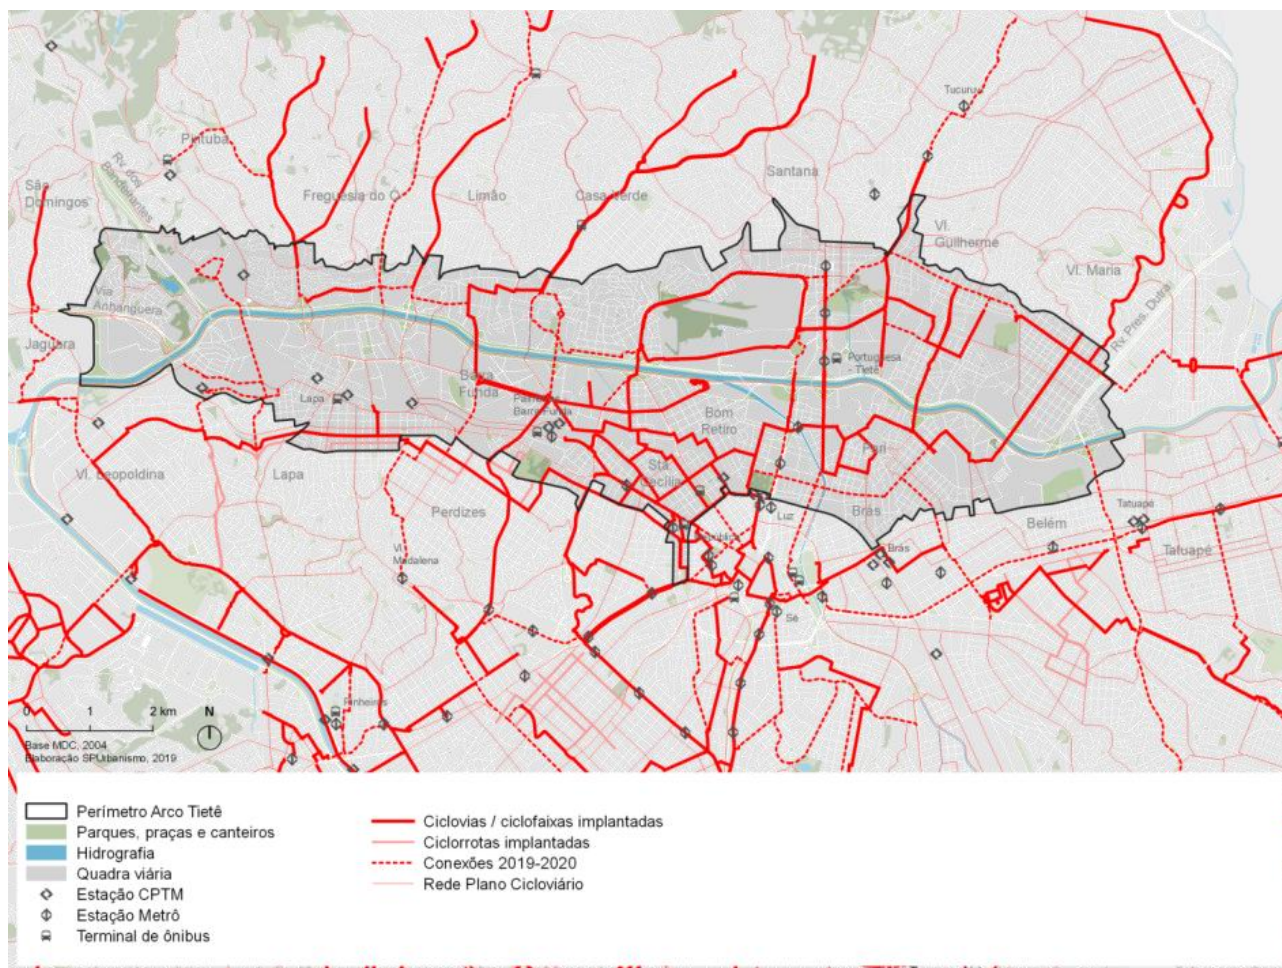 Tucuruvi
Pirituba
Rv. dos
Bandeirantes
São
Domingos
Freguesia do Ó
Limão
Casa Verde
Santana
Vl.
Guilherme
Vl. Maria
Via
Anhanguera
Rv. Pres. Dutra
Jaguara
Portuguesa
- Tietê
Barra
Funda
Lapa
Barra Funda
Bom
Retiro
Pari
Sta
Cecília
Vl. Leopoldina
Lapa
Perdizes
Luz
Brás
Belém
Tatuapé
República
Brás
Tatuapé
Vl.
Madalena
Sé
Pinheiros
0 1 2 km
N
Base MDC, 2004
Elaboração SPUrbanismo, 2019
Perímetro Arco Tietê
Parques, praças e canteiros
Hidrografia
Quadra viária
Estação CPTM
Estação Metrô
Terminal de ônibus
Ciclovias / ciclofaixas implantadas
Ciclorrotas implantadas
Conexões 2019-2020
Rede Plano Cicloviário